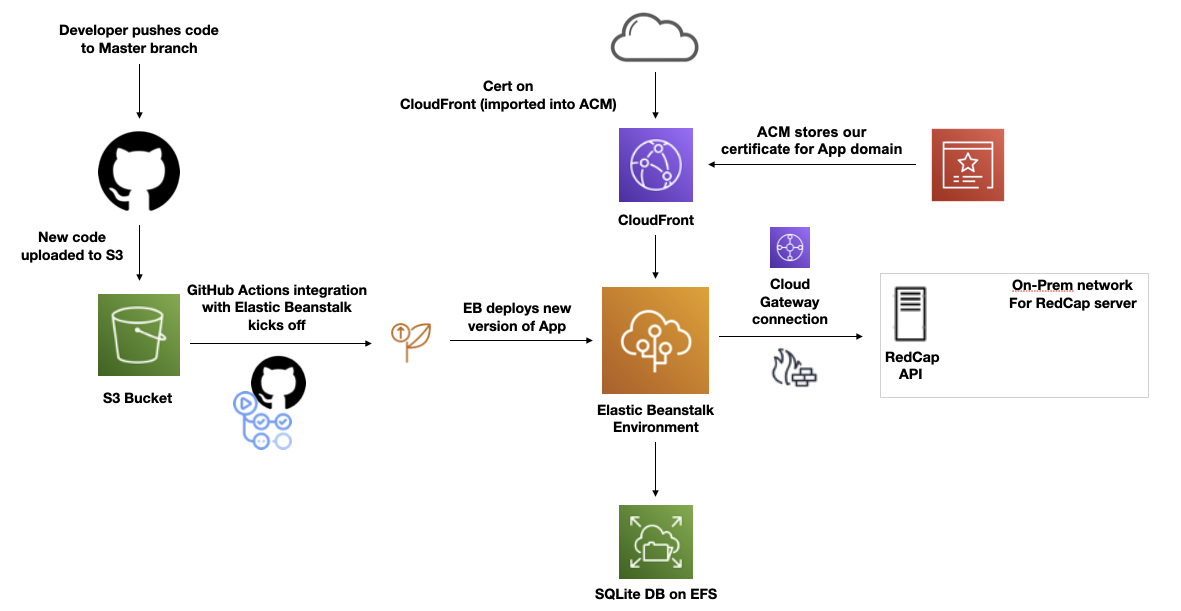 Developer pushes code
to Master branch
Cert on
CloudFront (imported into ACM)
ACM stores our
certificate for App domain
CloudFront
New code
uploaded to S3
GitHub Actions integration
with Elastic Beanstalk
kicks off
EB deploys new
version of App
Cloud
Gateway
connection
On-Prem network
For RedCap server
RedCap
API
S3 Bucket
Elastic Beanstalk
Environment
SQLite DB on EFS